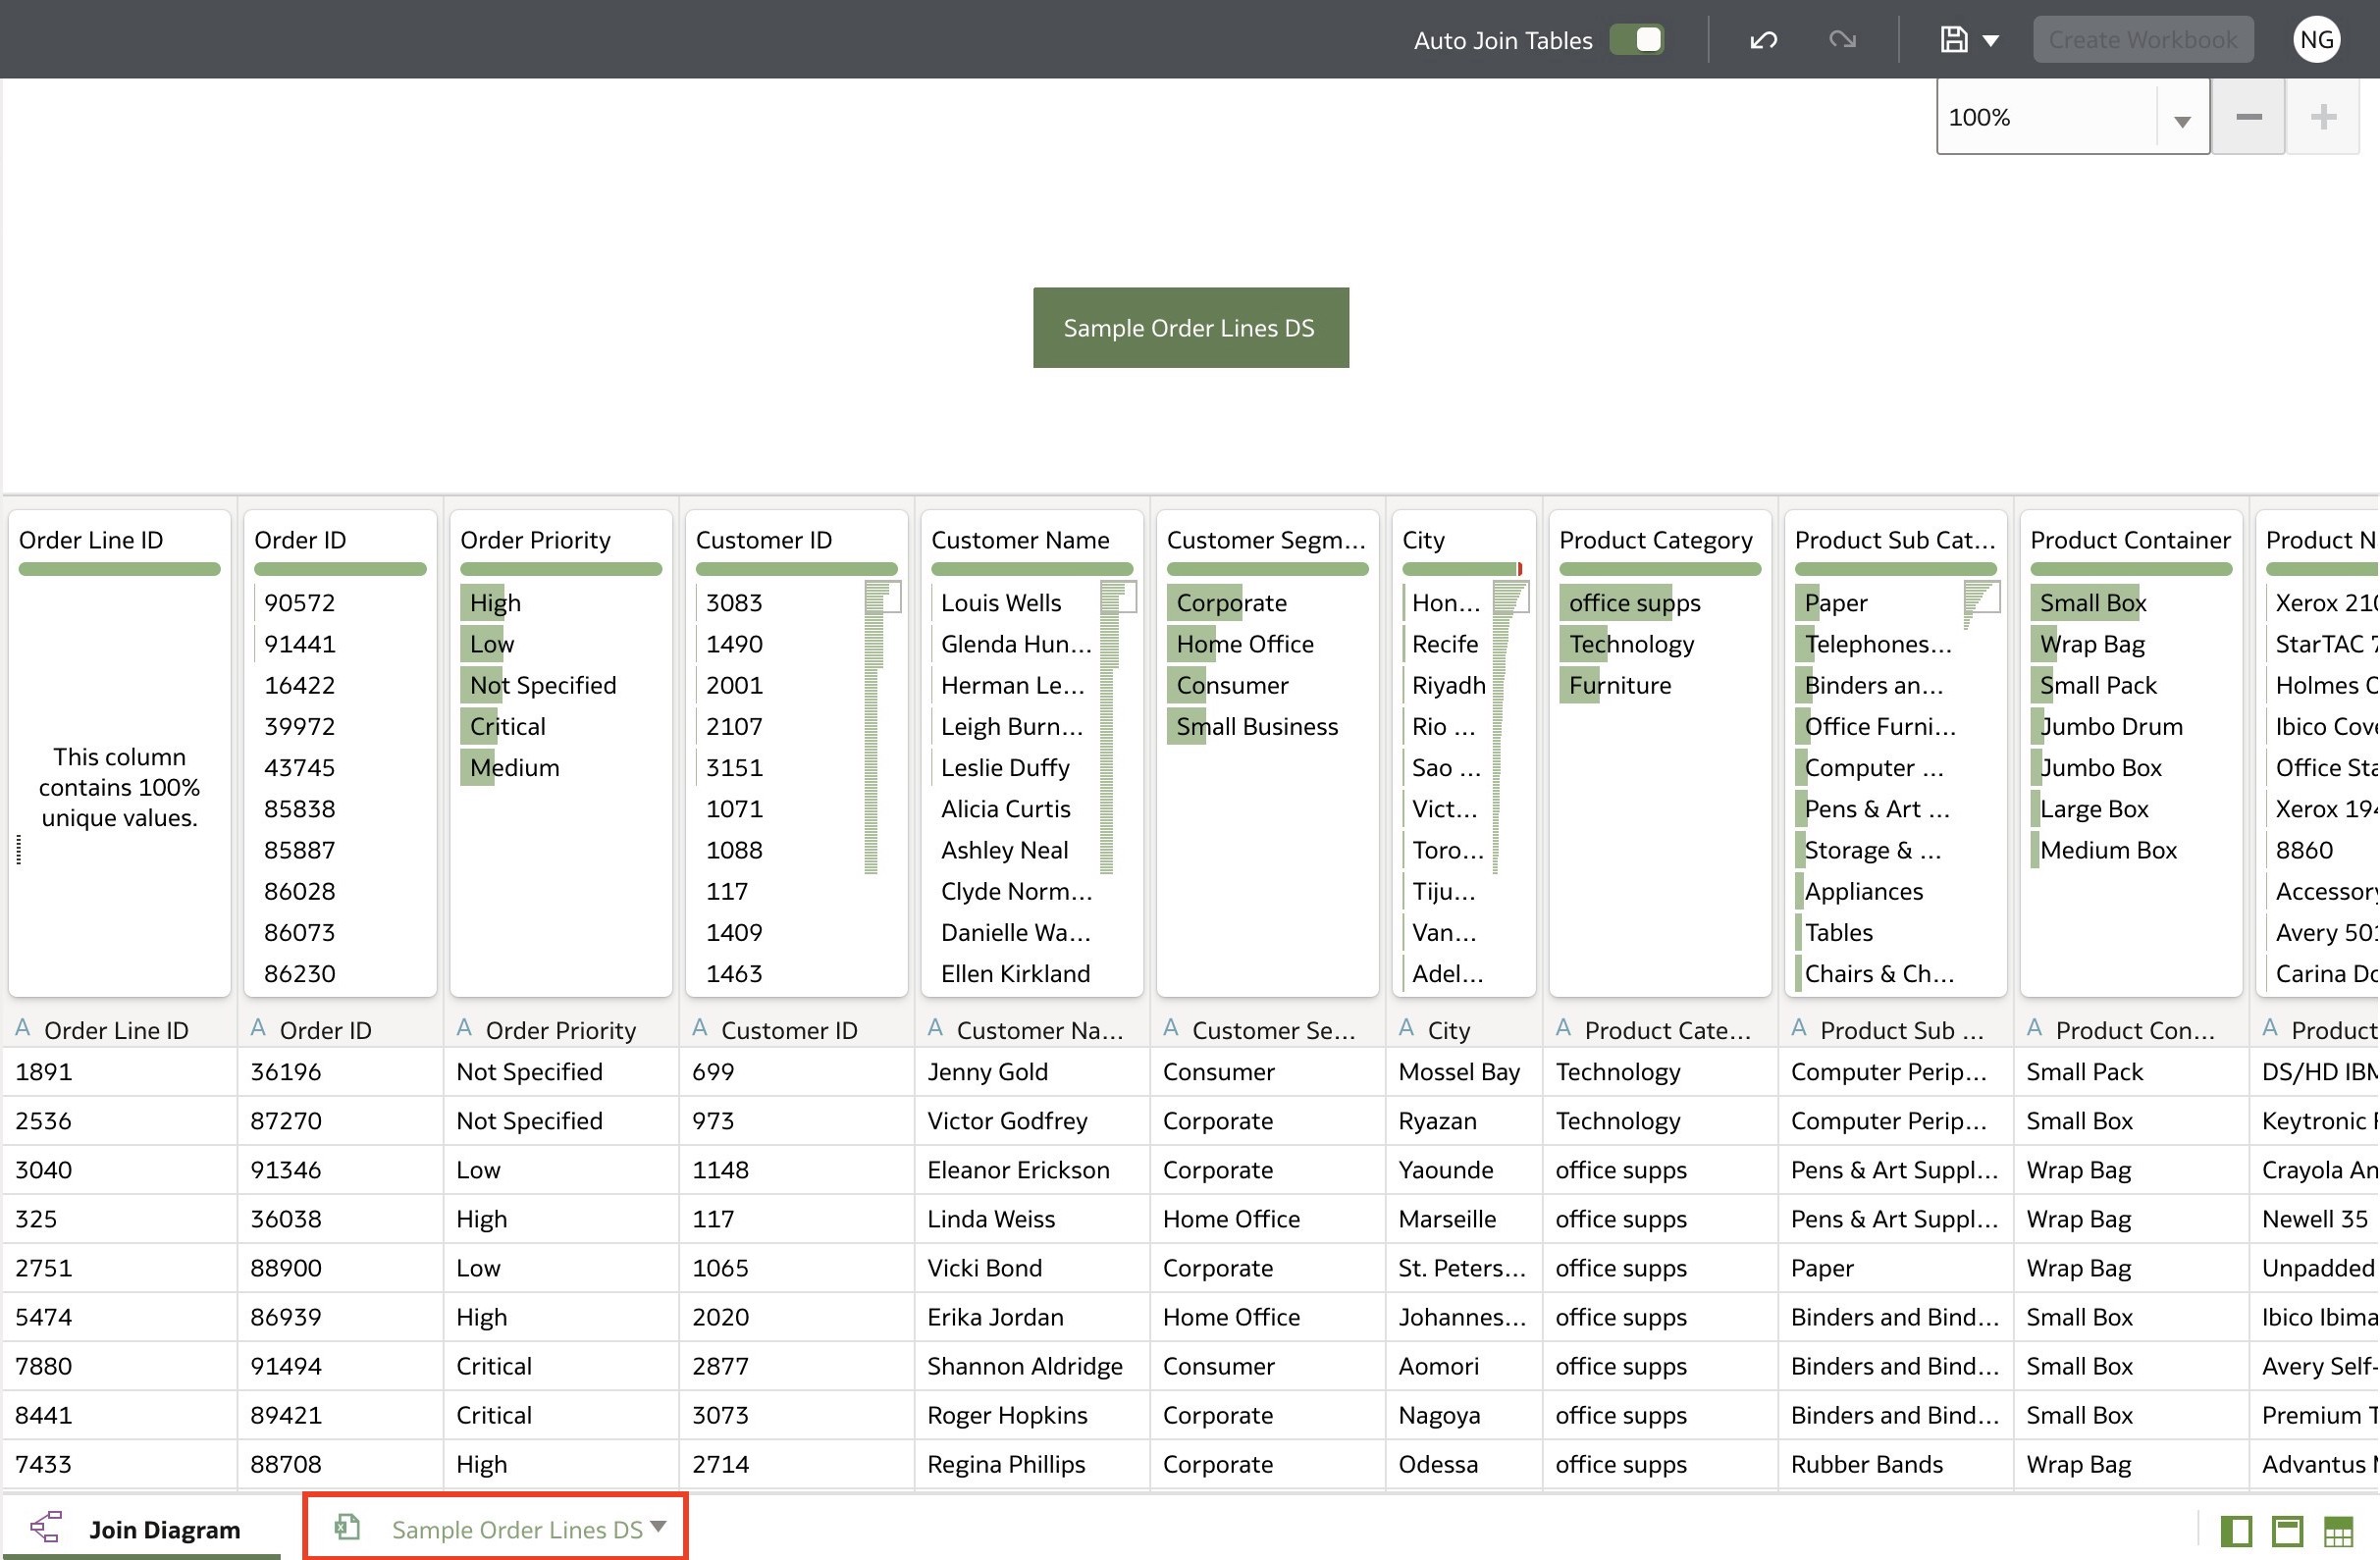 Auto Join Tables
Create Workbook
NG
100%
Sample Order Lines DS
Order Line ID
This column
contains 100%
unique values.
Order ID
90572
91441
16422
39972
43745
85838
85887
86028
86073
86230
Order Priority
High
Low
Not Specified
Critical
Medium
Customer ID
3083
1490
2001
2107
3151
1071
1088
117
1409
1463
Customer Name
Louis Wells
Glenda Hun...
Herman Le...
Leigh Burn...
Leslie Duffy
Alicia Curtis
Ashley Neal
Clyde Norm...
Danielle Wa...
Ellen Kirkland
Customer Segm...
Corporate
Home Office
Consumer
Small Business
City
Hon...
Recife
Riyadh
Rio ...
Sao ...
Vict...
Toro...
Tiju...
Van...
Adel...
Product Category
office supps
Technology
Furniture
Product Sub Cat...
Paper
Telephones...
Binders an...
Office Furni...
Computer ...
Pens & Art ...
Storage & ...
Appliances
Tables
Chairs & Ch...
Product Container
Small Box
Wrap Bag
Small Pack
Jumbo Drum
Jumbo Box
Large Box
Medium Box
Product N
Xerox 210
StarTAC 7
Holmes
Ibico Cove
Office Sta
Xerox 194
8860
Accessory
Avery 501
Carina Do
A Order Line ID A Order ID A Order Priority A Customer ID A Customer Na... A Customer Se... A City A Product Cate... A Product Sub ... A Product Con... A Product
1891 36196 Not Specified 699 Jenny Gold Consumer Mossel Bay Technology Computer Perip... Small Pack DS/HD IBM
2536 87270 Not Specified 973 Victor Godfrey Corporate Ryazan Technology Computer Perip... Small Box Keytronic
3040 91346 Low 1148 Eleanor Erickson Corporate Yaounde office supps Pens & Art Suppl... Wrap Bag Crayola An
325 36038 High 117 Linda Weiss Home Office Marseille office supps Pens & Art Suppl... Wrap Bag Newell 35
2751 88900 Low 1065 Vicki Bond Corporate St. Peters... office supps Paper Wrap Bag Unpadded
5474 86939 High 2020 Erika Jordan Home Office Johannes... office supps Binders and Bind... Small Box Ibico Ibima
7880 91494 Critical 2877 Shannon Aldridge Consumer Aomori office supps Binders and Bind... Small Box Avery Self-
8441 89421 Critical 3073 Roger Hopkins Corporate Nagoya office supps Binders and Bind... Small Box Premium T
7433 88708 High 2714 Regina Phillips Corporate Odessa office supps Rubber Bands Wrap Bag Advantus
Join Diagram
Sample Order Lines DS